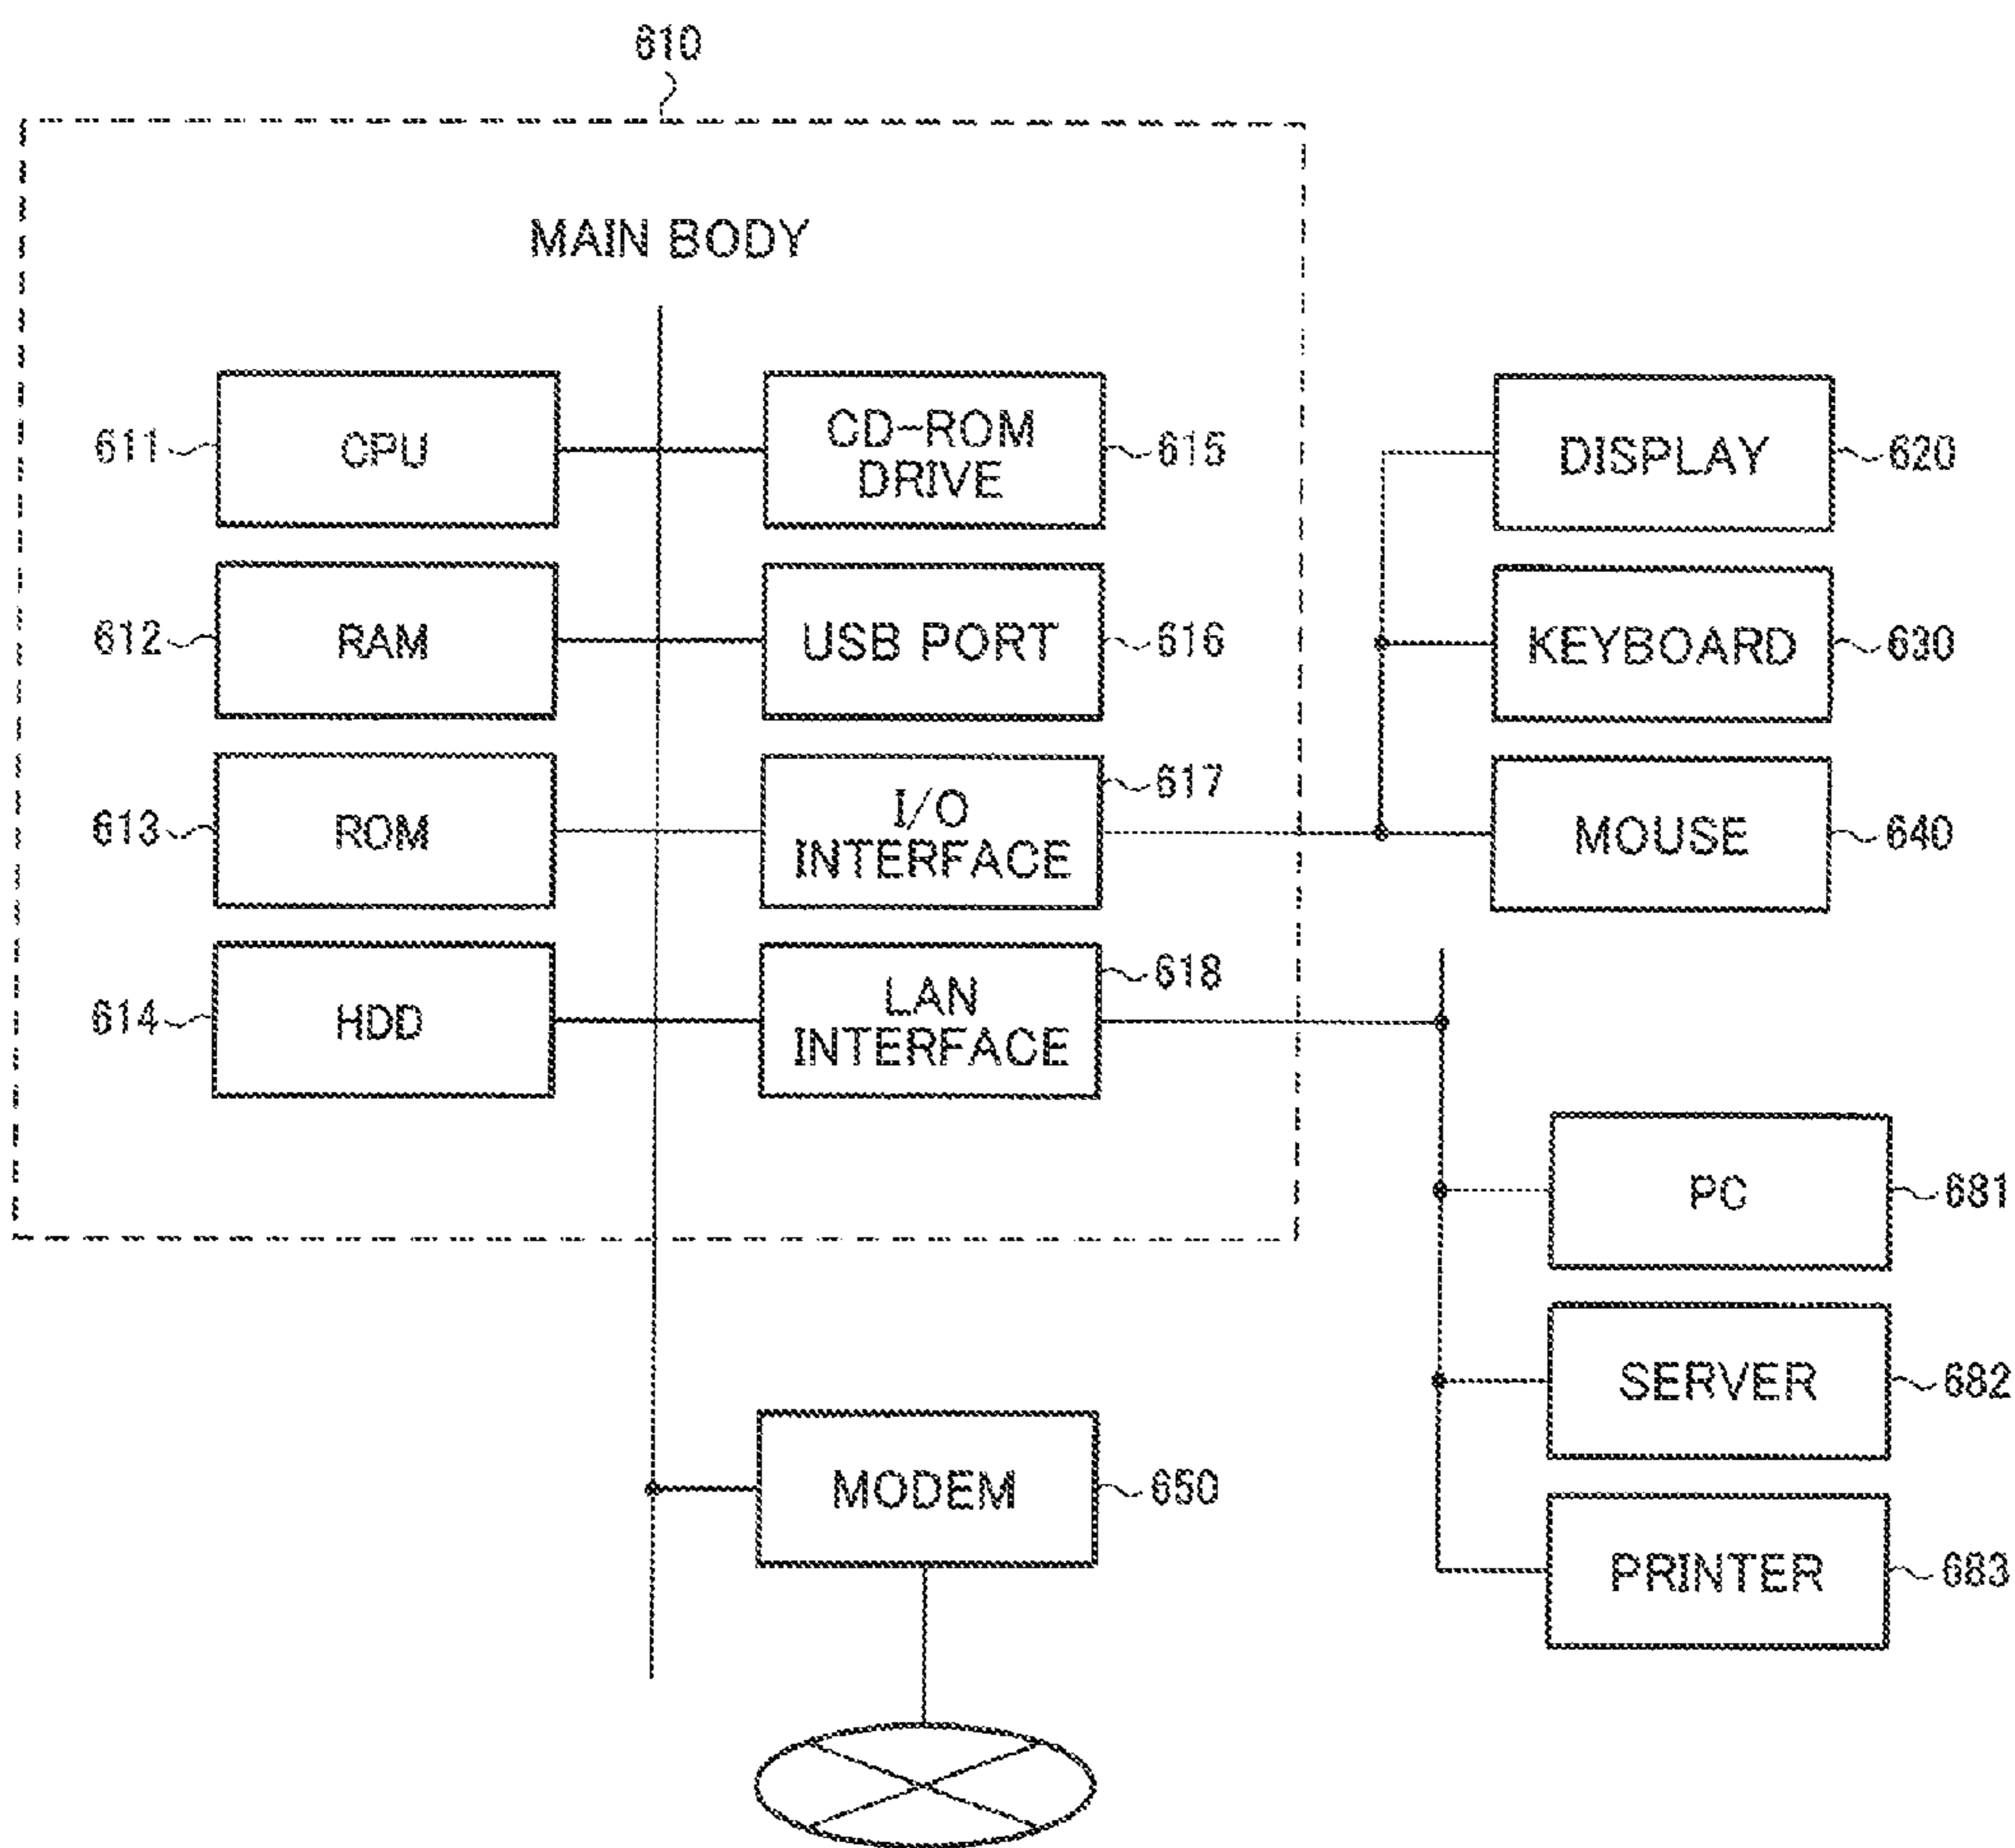 610
MAIN BODY
611
CPU
CD-ROM
DRIVE
615
DISPLAY
620
612
RAM
USB PORT
616
KEYBOARD
630
613
ROM
I/O
INTERFACE
617
MOUSE
640
614
HDD
LAN
INTERFACE
618
PC
681
SERVER
682
MODEM
650
PRINTER
683